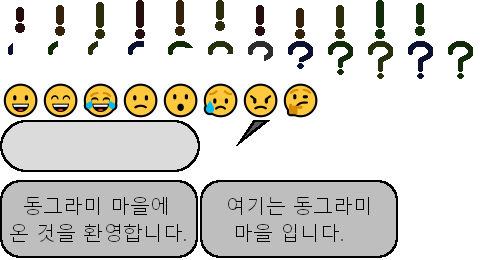 ! ! ! ! ! ! ! ! ! ! !
? ? ? ? ? ?
동그라미 마을에
온 것을 환영합니다.
여기는 동그라미
마을 입니다.